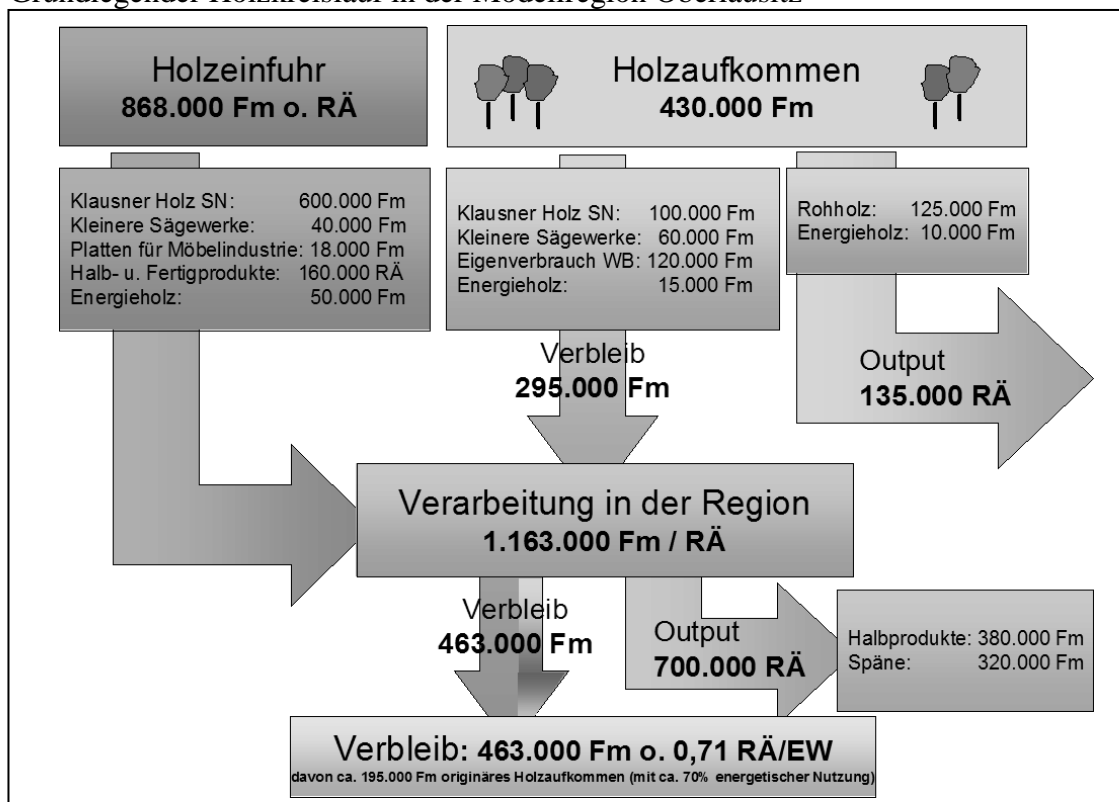 Grundlegender Holzkreislauf in der Modellregion Oberlausitz
Holzeinfuhr
868.000 Fm o. RÄ
Holzaufkommen
430.000 Fm
Klausner Holz SN: 600.000 Fm
Kleinere Sägewerke: 40.000 Fm
Platten für Möbelindustrie: 18.000 Fm
Halb- u. Fertigprodukte: 160.000 RÄ
Energieholz: 50.000 Fm
Klausner Holz SN: 100.000 Fm
Kleinere Sägewerke: 60.000 Fm
Eigenverbrauch WB: 120.000 Fm
Energieholz: 15.000 Fm
Rohholz: 125.000 Fm
Energieholz: 10.000 Fm
Verbleib
295.000 Fm
Output
135.000 RÄ
Verarbeitung in der Region
1.163.000 Fm / RÄ
Verbleib
463.000 Fm
Output
700.000 RÄ
Halbprodukte: 380.000 Fm
Späne: 320.000 Fm
Verbleib: 463.000 Fm o. 0,71 RÄ/EW
davon ca. 195.000 Fm originäres Holzaufkommen (mit ca. 70% energetischer Nutzung)